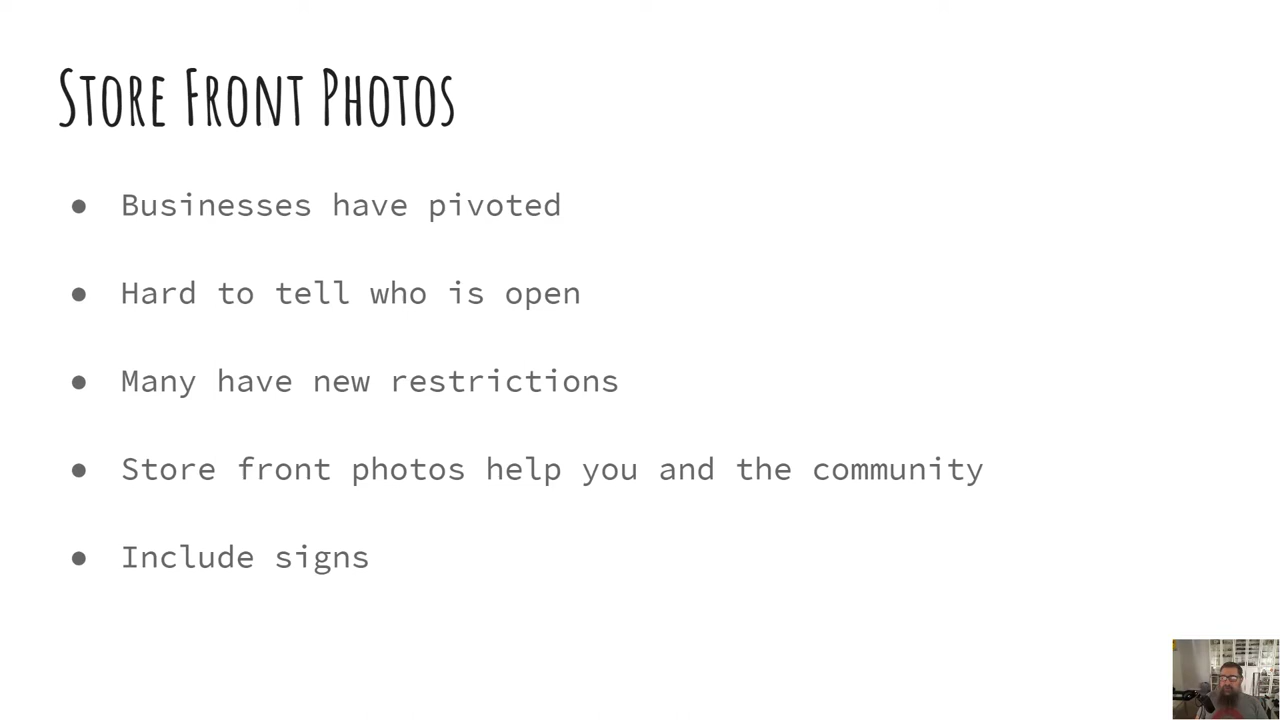 Store Front Photos
● Businesses have pivoted
● Hard to tell who is open
● Many have new restrictions
● Store front photos help you and the community
● Include signs